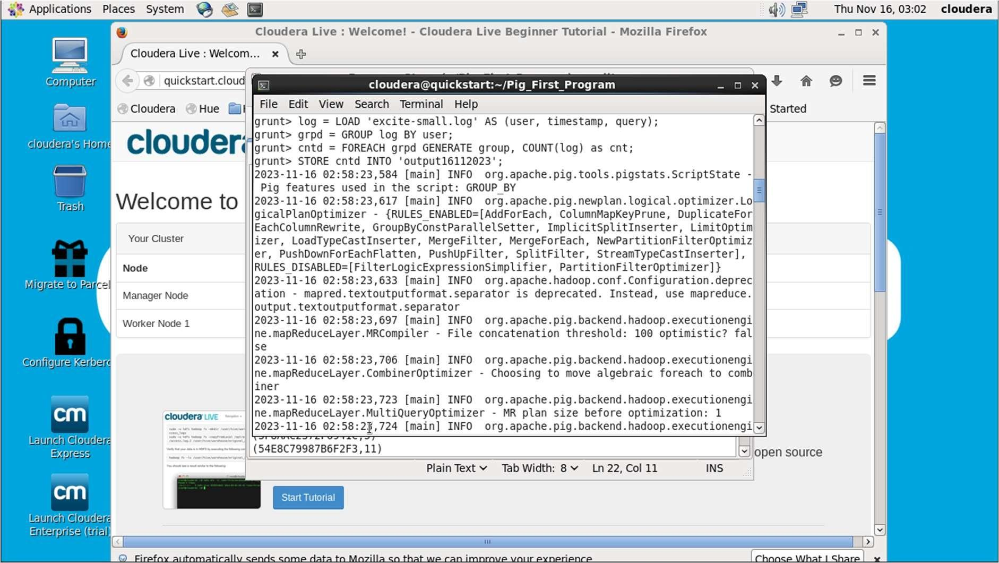 Applications Places System Thu Nov 16, 03:02 cloudera
Cloudera Live : Welcome! - Cloudera Live Beginner Tutorial - Mozilla Firefox
Cloudera Live : Welcom...
quickstart.cloud
Cloudera Hue Started
cloudera@quickstart:~/Pig_First_Program
File Edit View Search Terminal Help
grunt> log = LOAD 'excite-small.log' AS (user, timestamp, query);
grunt> grpd = GROUP log BY user;
grunt> cntd = FOREACH grpd GENERATE group, COUNT(log) as cnt;
grunt> STORE cntd INTO 'output16112023';
2023-11-16 02:58:23,584 [main] INFO  org.apache.pig.tools.pigstats.ScriptState -
 Pig features used in the script: GROUP_BY
2023-11-16 02:58:23,617 [main] INFO  org.apache.pig.newplan.logical.optimizer.Lo
gicalPlanOptimizer - {RULES_ENABLED=[AddForEach, ColumnMapKeyPrune, DuplicateFor
EachColumnRewrite, GroupByConstParallelSetter, ImplicitSplitInserter, LimitOptim
izer, LoadTypeCastInserter, MergeFilter, MergeForEach, NewPartitionFilterOptimiz
er, PushDownForEachFlatten, PushUpFilter, SplitFilter, StreamTypeCastInserter],
RULES_DISABLED=[FilterLogicExpressionSimplifier, PartitionFilterOptimizer]}
2023-11-16 02:58:23,633 [main] INFO  org.apache.hadoop.conf.Configuration.deprec
ation - mapred.textoutputformat.separator is deprecated. Instead, use mapreduce.
output.textoutputformat.separator
2023-11-16 02:58:23,697 [main] INFO  org.apache.pig.backend.hadoop.executionengi
ne.mapReduceLayer.MRCompiler - File concatenation threshold: 100 optimistic? fal
se
2023-11-16 02:58:23,706 [main] INFO  org.apache.pig.backend.hadoop.executionengi
ne.mapReduceLayer.CombinerOptimizer - Choosing to move algebraic foreach to comb
iner
2023-11-16 02:58:23,723 [main] INFO  org.apache.pig.backend.hadoop.executionengi
ne.mapReduceLayer.MultiQueryOptimizer - MR plan size before optimization: 1
2023-11-16 02:58:23,724 [main] INFO  org.apache.pig.backend.hadoop.executionengi
(54E8C79987B6F2F3,11)
Plain Text Tab Width: 8 Ln 22, Col 11 INS
Computer
cloudera's Home
Trash
Migrate to Parcel
Configure Kerberc
Launch Cloudera
Express
Launch Cloudera
Enterprise (trial)
cm
cm
cloudera
Welcome to
Your Cluster
Node
Manager Node
Worker Node 1
cloudera LIVE
open source
Start Tutorial
Firefox automatically sends some data to Mozilla so that we can improve your experience
Choose What I Share